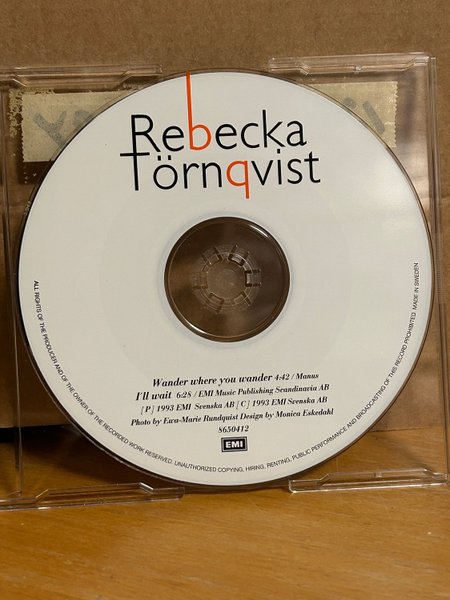 Rebecka
Törnqvist
Wander where you wander 4:42 / Manus
I'll wait 6:28 / EMI Music Publishing Scandinavia AB
[ P ] 1993 EMI Svenska AB [ C ] 1993 EMI Svenska AB
Photo by Ewa-Marie Rundquist Design by Monica Eskedahl
8650412
EMI
ALL RIGHTS OF THE PRODUCER AND OF THE OWNER OF THE RECORDED WORK RESERVED. UNAUTHORIZED COPYING, HIRING, RENTING, PUBLIC PERFORMANCE AND BROADCASTING OF THIS RECORD PROHIBITED. MADE IN SWEDEN